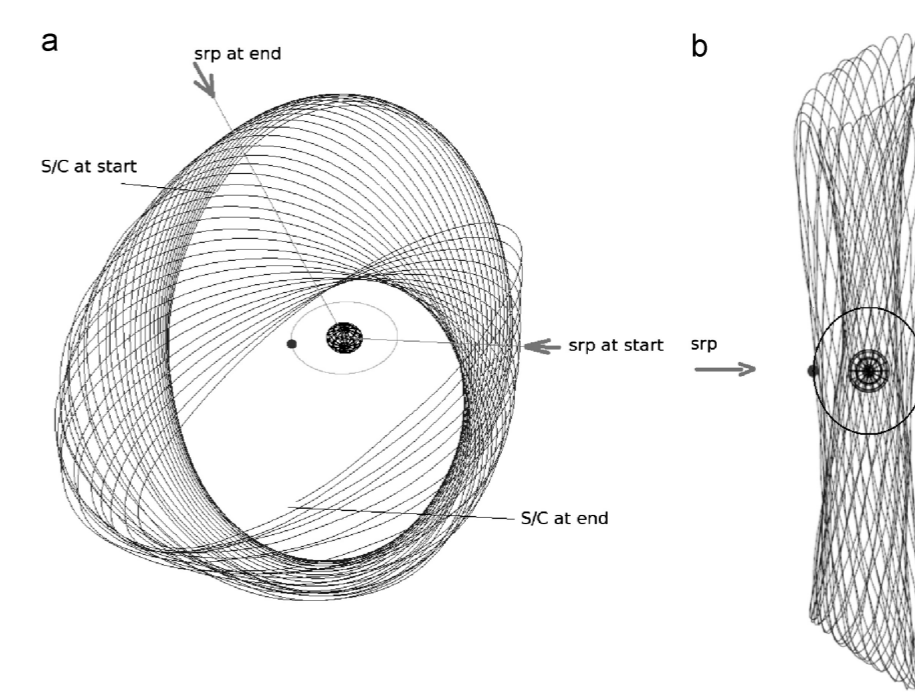 a
b
srp at end
S/C at start
srp at start
srp
S/C at end